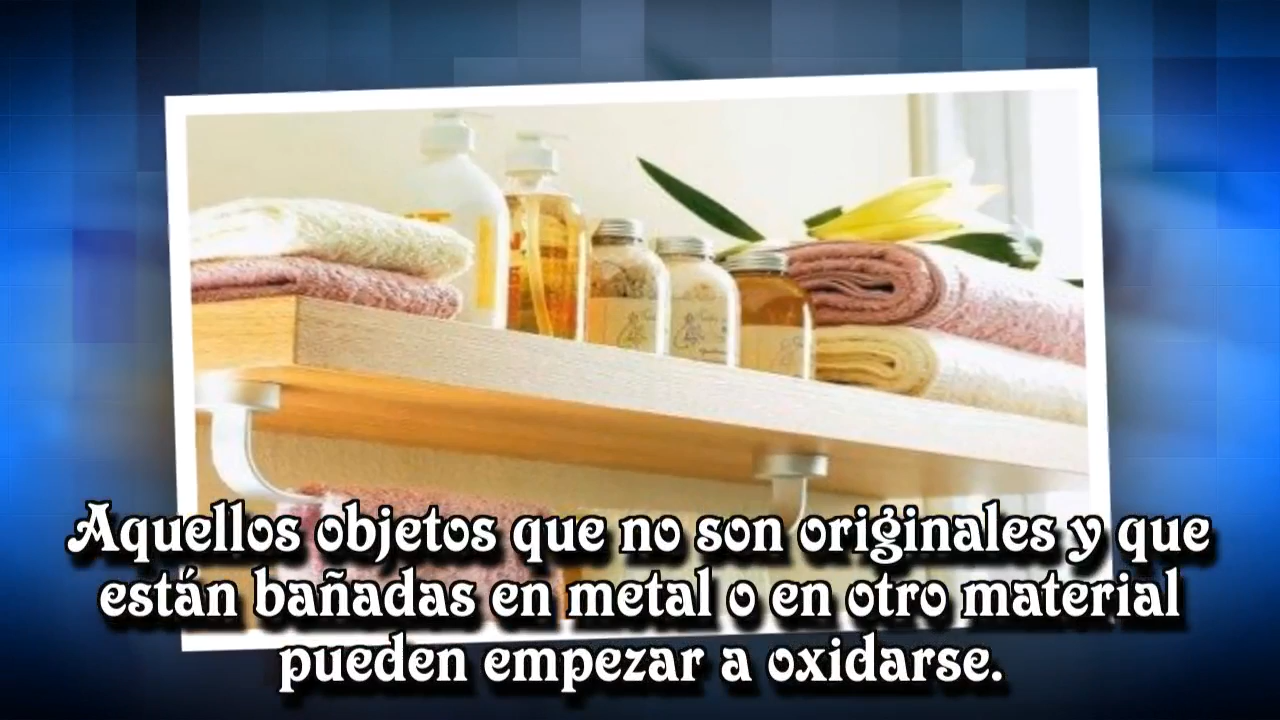 Aquellos objetos que no son originales y que
están bañadas en metal o en otro material
pueden empezar a oxidarse.